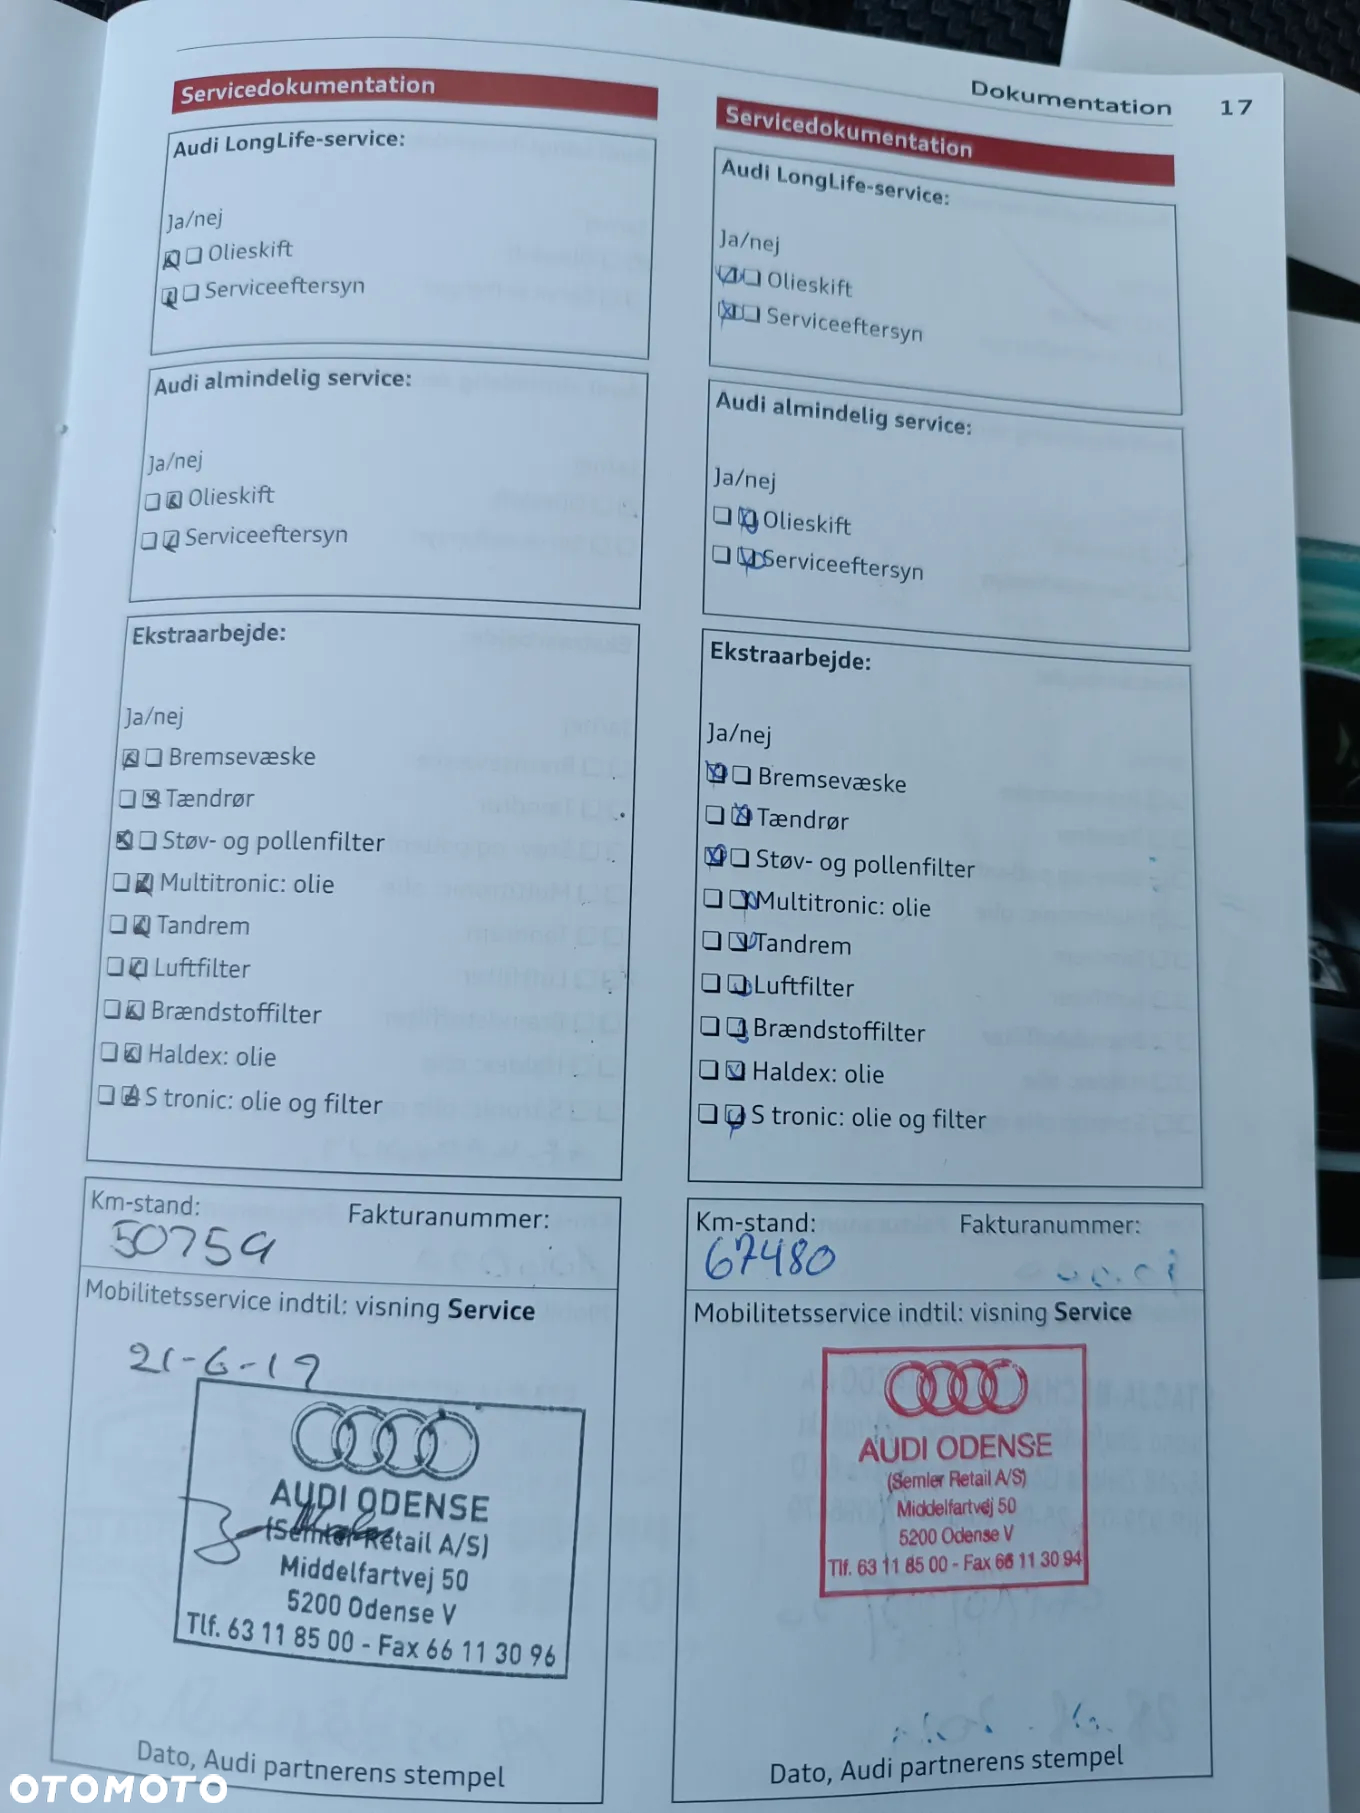 Dokumentation 17
Servicedokumentation
Audi LongLife-service:
Ja/nej
Olieskift
Serviceeftersyn
Audi almindelig service:
Ja/nej
Olieskift
Serviceeftersyn
Ekstraarbejde:
Ja/nej
Bremsevæske
Tændrør
Støv- og pollenfilter
Multitronic: olie
Tandrem
Luftfilter
Brændstoffilter
Haldex: olie
S tronic: olie og filter
Km-stand: Fakturanummer:
50759
Mobilitetsservice indtil: visning Service
21-6-19
AUDI ODENSE
(Semler Retail A/S)
Middelfartvej 50
5200 Odense V
Tlf. 63 11 85 00 - Fax 66 11 30 96
Dato, Audi partnerens stempel
Servicedokumentation
Audi LongLife-service:
Ja/nej
Olieskift
Serviceeftersyn
Audi almindelig service:
Ja/nej
Olieskift
Serviceeftersyn
Ekstraarbejde:
Ja/nej
Bremsevæske
Tændrør
Støv- og pollenfilter
Multitronic: olie
Tandrem
Luftfilter
Brændstoffilter
Haldex: olie
S tronic: olie og filter
Km-stand: Fakturanummer:
67480
Mobilitetsservice indtil: visning Service
AUDI ODENSE
(Semler Retail A/S)
Middelfartvej 50
5200 Odense V
Tlf. 63 11 85 00 - Fax 66 11 30 94
Dato, Audi partnerens stempel
OTOMOTO